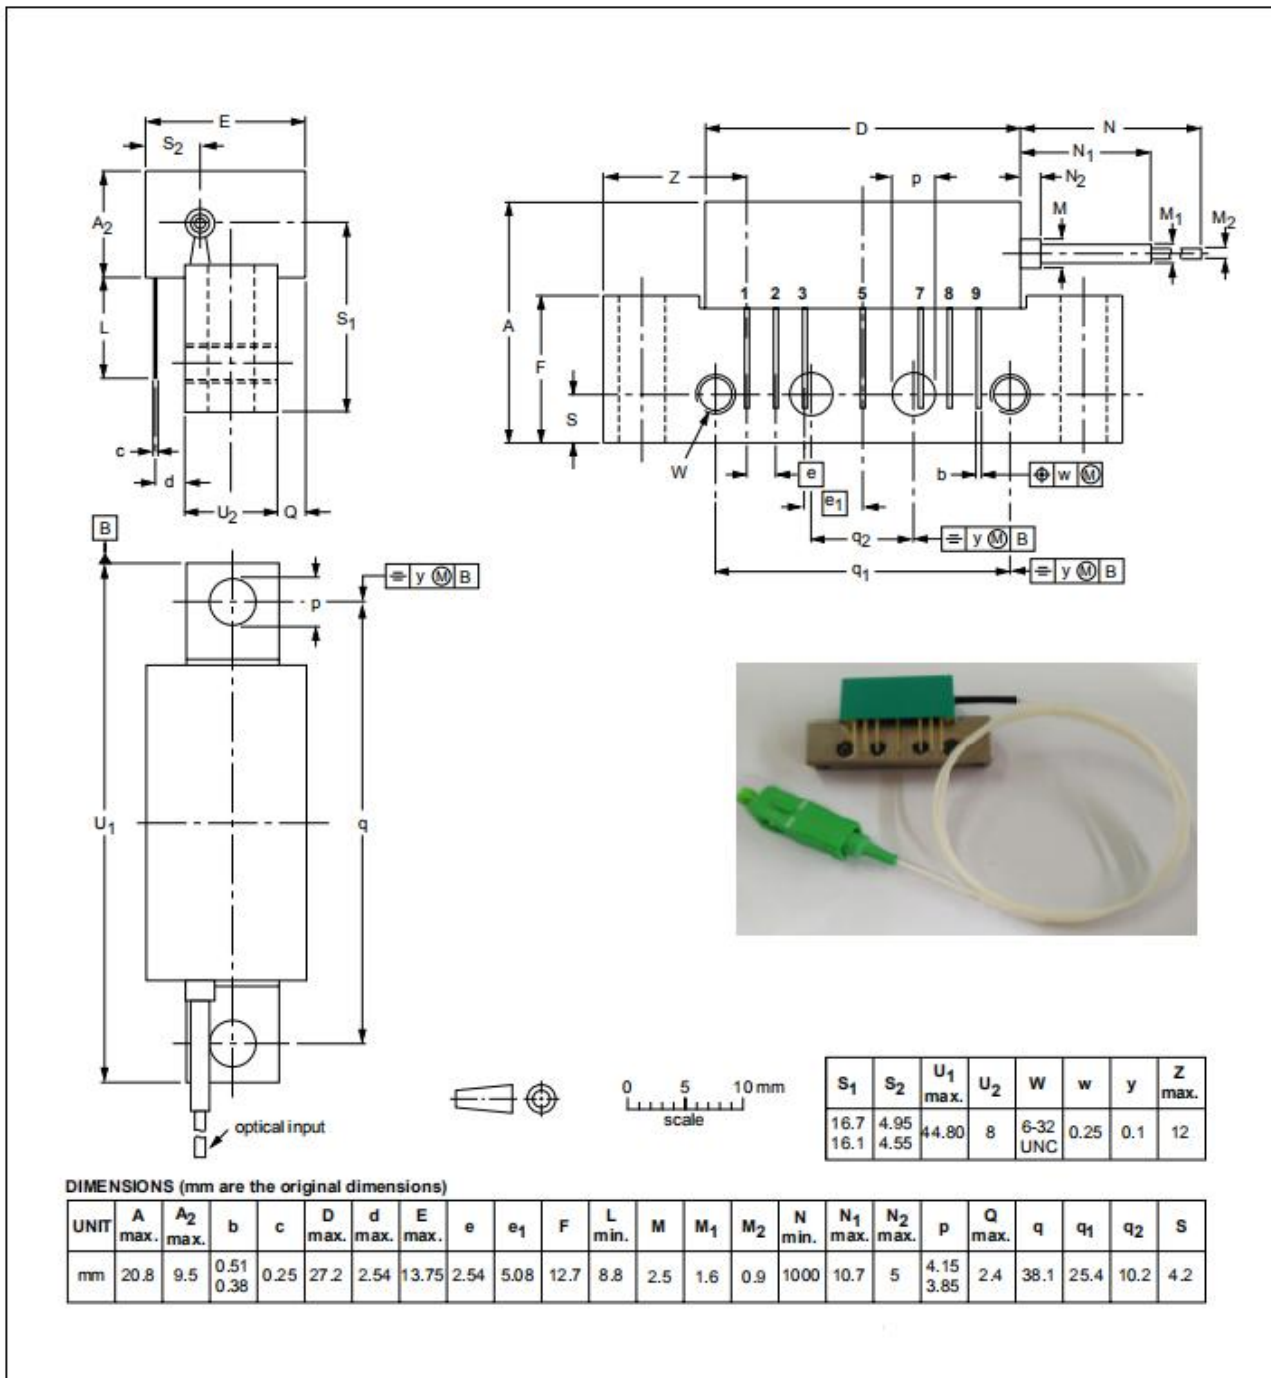 E
S2
A2
L
S1
c
d
U2
Q
D
N
N1
N2
Z
p
M
M1
M2
1 2 3 5 7 8 9
A
F
S
W
e
b
w Ⓜ
e1
q2
y Ⓜ B
q1
y Ⓜ B
B
y Ⓜ B
p
U1
q
optical input
0 5 10 mm
scale
S1 S2 U1 max. U2 W w y Z max.
16.7 16.1 4.95 4.55 44.80 8 6-32 UNC 0.25 0.1 12
DIMENSIONS (mm are the original dimensions)
UNIT A max. A2 max. b c D max. d max. E max. e e1 F L min. M M1 M2 N min. N1 max. N2 max. p Q max. q q1 q2 S
mm 20.8 9.5 0.51 0.38 0.25 27.2 2.54 13.75 2.54 5.08 12.7 8.8 2.5 1.6 0.9 1000 10.7 5 4.15 3.85 2.4 38.1 25.4 10.2 4.2